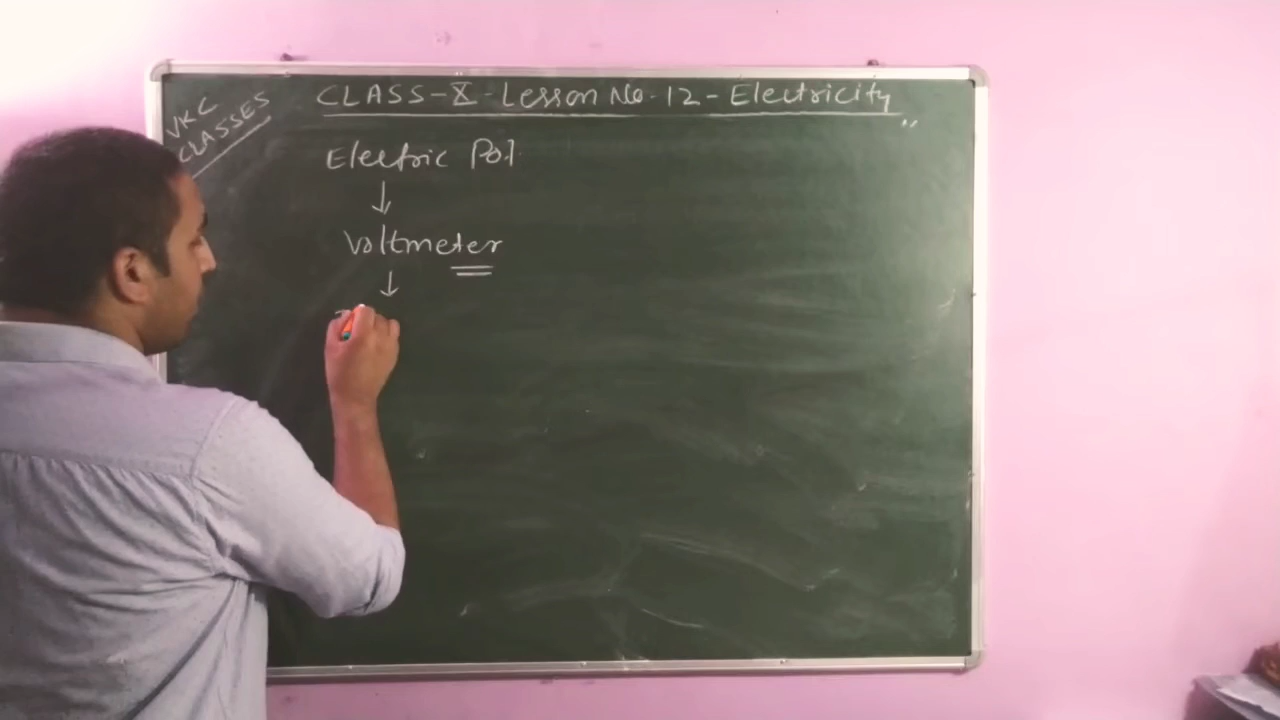 VKC
CLASSES
CLASS-X-Lesson No. 12-Electricity
Electric Pot.
↓
Voltmeter
↓